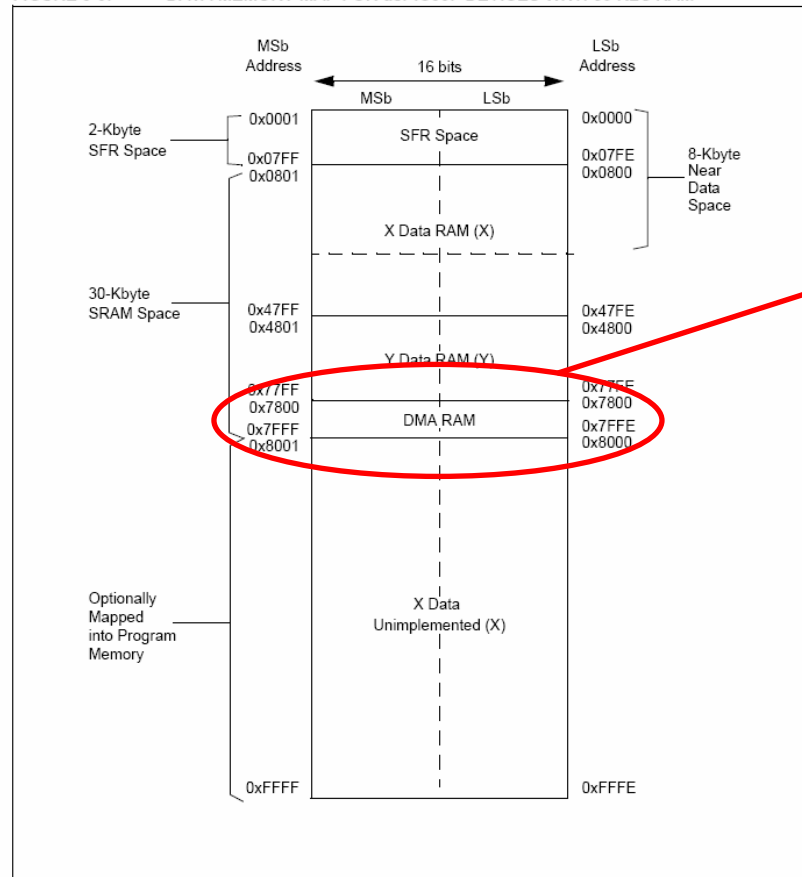 MSb
Address
16 bits
LSb
Address
MSb
LSb
2-Kbyte
SFR Space
0x0001
0x07FF
0x0801
SFR Space
0x0000
0x07FE
0x0800
8-Kbyte
Near
Data
Space
X Data RAM (X)
30-Kbyte
SRAM Space
0x47FF
0x4801
0x47FE
0x4800
Y Data RAM (Y)
0x77FF
0x7800
0x77FE
0x7800
DMA RAM
0x7FFF
0x8001
0x7FFE
0x8000
Optionally
Mapped
into Program
Memory
X Data
Unimplemented (X)
0xFFFF
0xFFFE